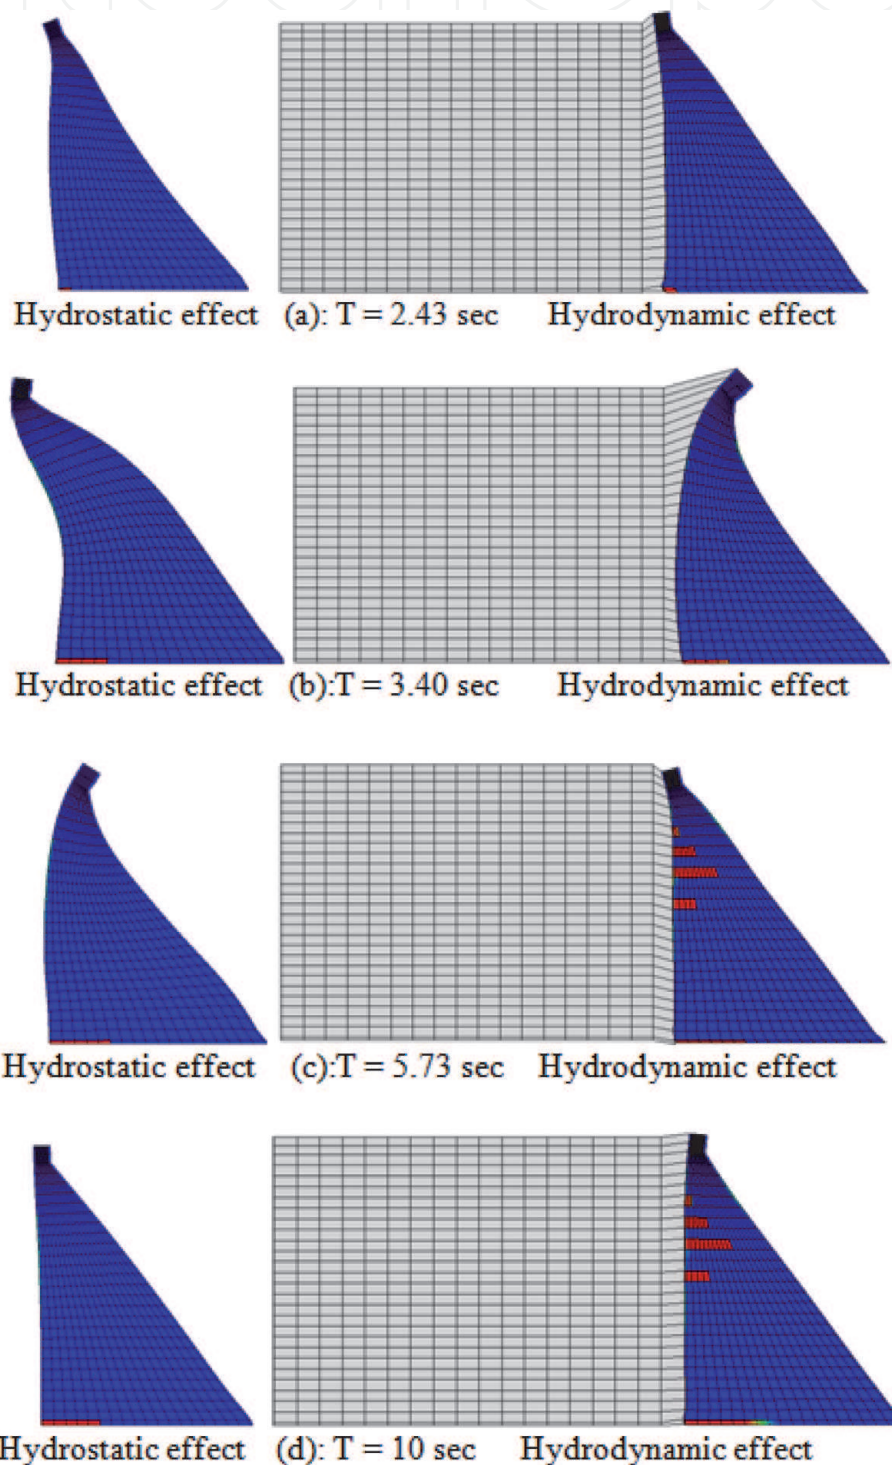 Hydrostatic effect (a): T = 2.43 sec Hydrodynamic effect
Hydrostatic effect (b):T = 3.40 sec Hydrodynamic effect
Hydrostatic effect (c):T = 5.73 sec Hydrodynamic effect
Hydrostatic effect (d): T = 10 sec Hydrodynamic effect